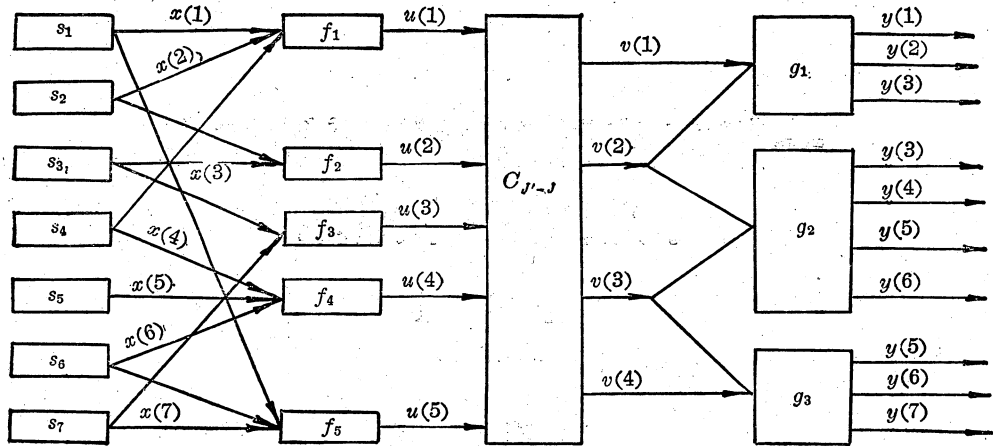 s₁ x(1) f₁ u(1) y(1)
v(1) g₁ y(2)
s₂ x(2) y(3)
s₃ x(3) f₂ u(2) v(2) C_{J'-J} y(3)
y(4)
s₄ x(4) f₃ u(3) g₂ y(5)
s₅ x(5) f₄ u(4) v(3) y(6)
s₆ x(6) y(5)
v(4) g₃ y(6)
s₇ x(7) f₅ u(5) y(7)